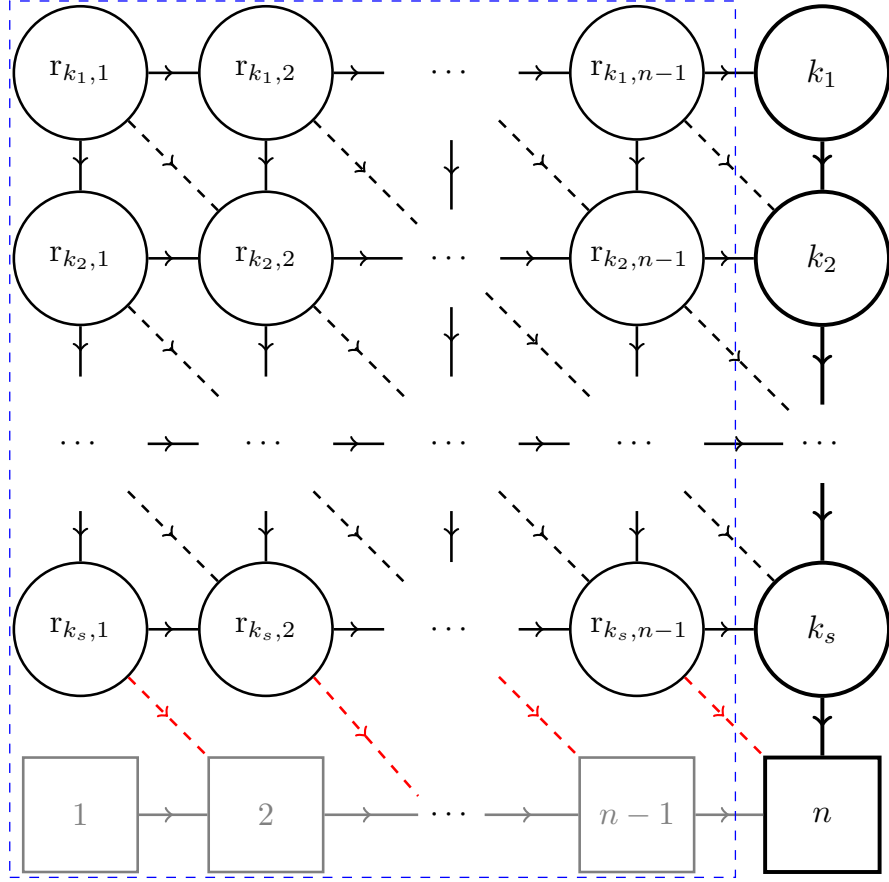 r_{k_1,1} r_{k_1,2} ... r_{k_1,n−1} k_1
r_{k_2,1} r_{k_2,2} ... r_{k_2,n−1} k_2
... ... ... ... ...
r_{k_s,1} r_{k_s,2} ... r_{k_s,n−1} k_s
1 2 ... n − 1 n